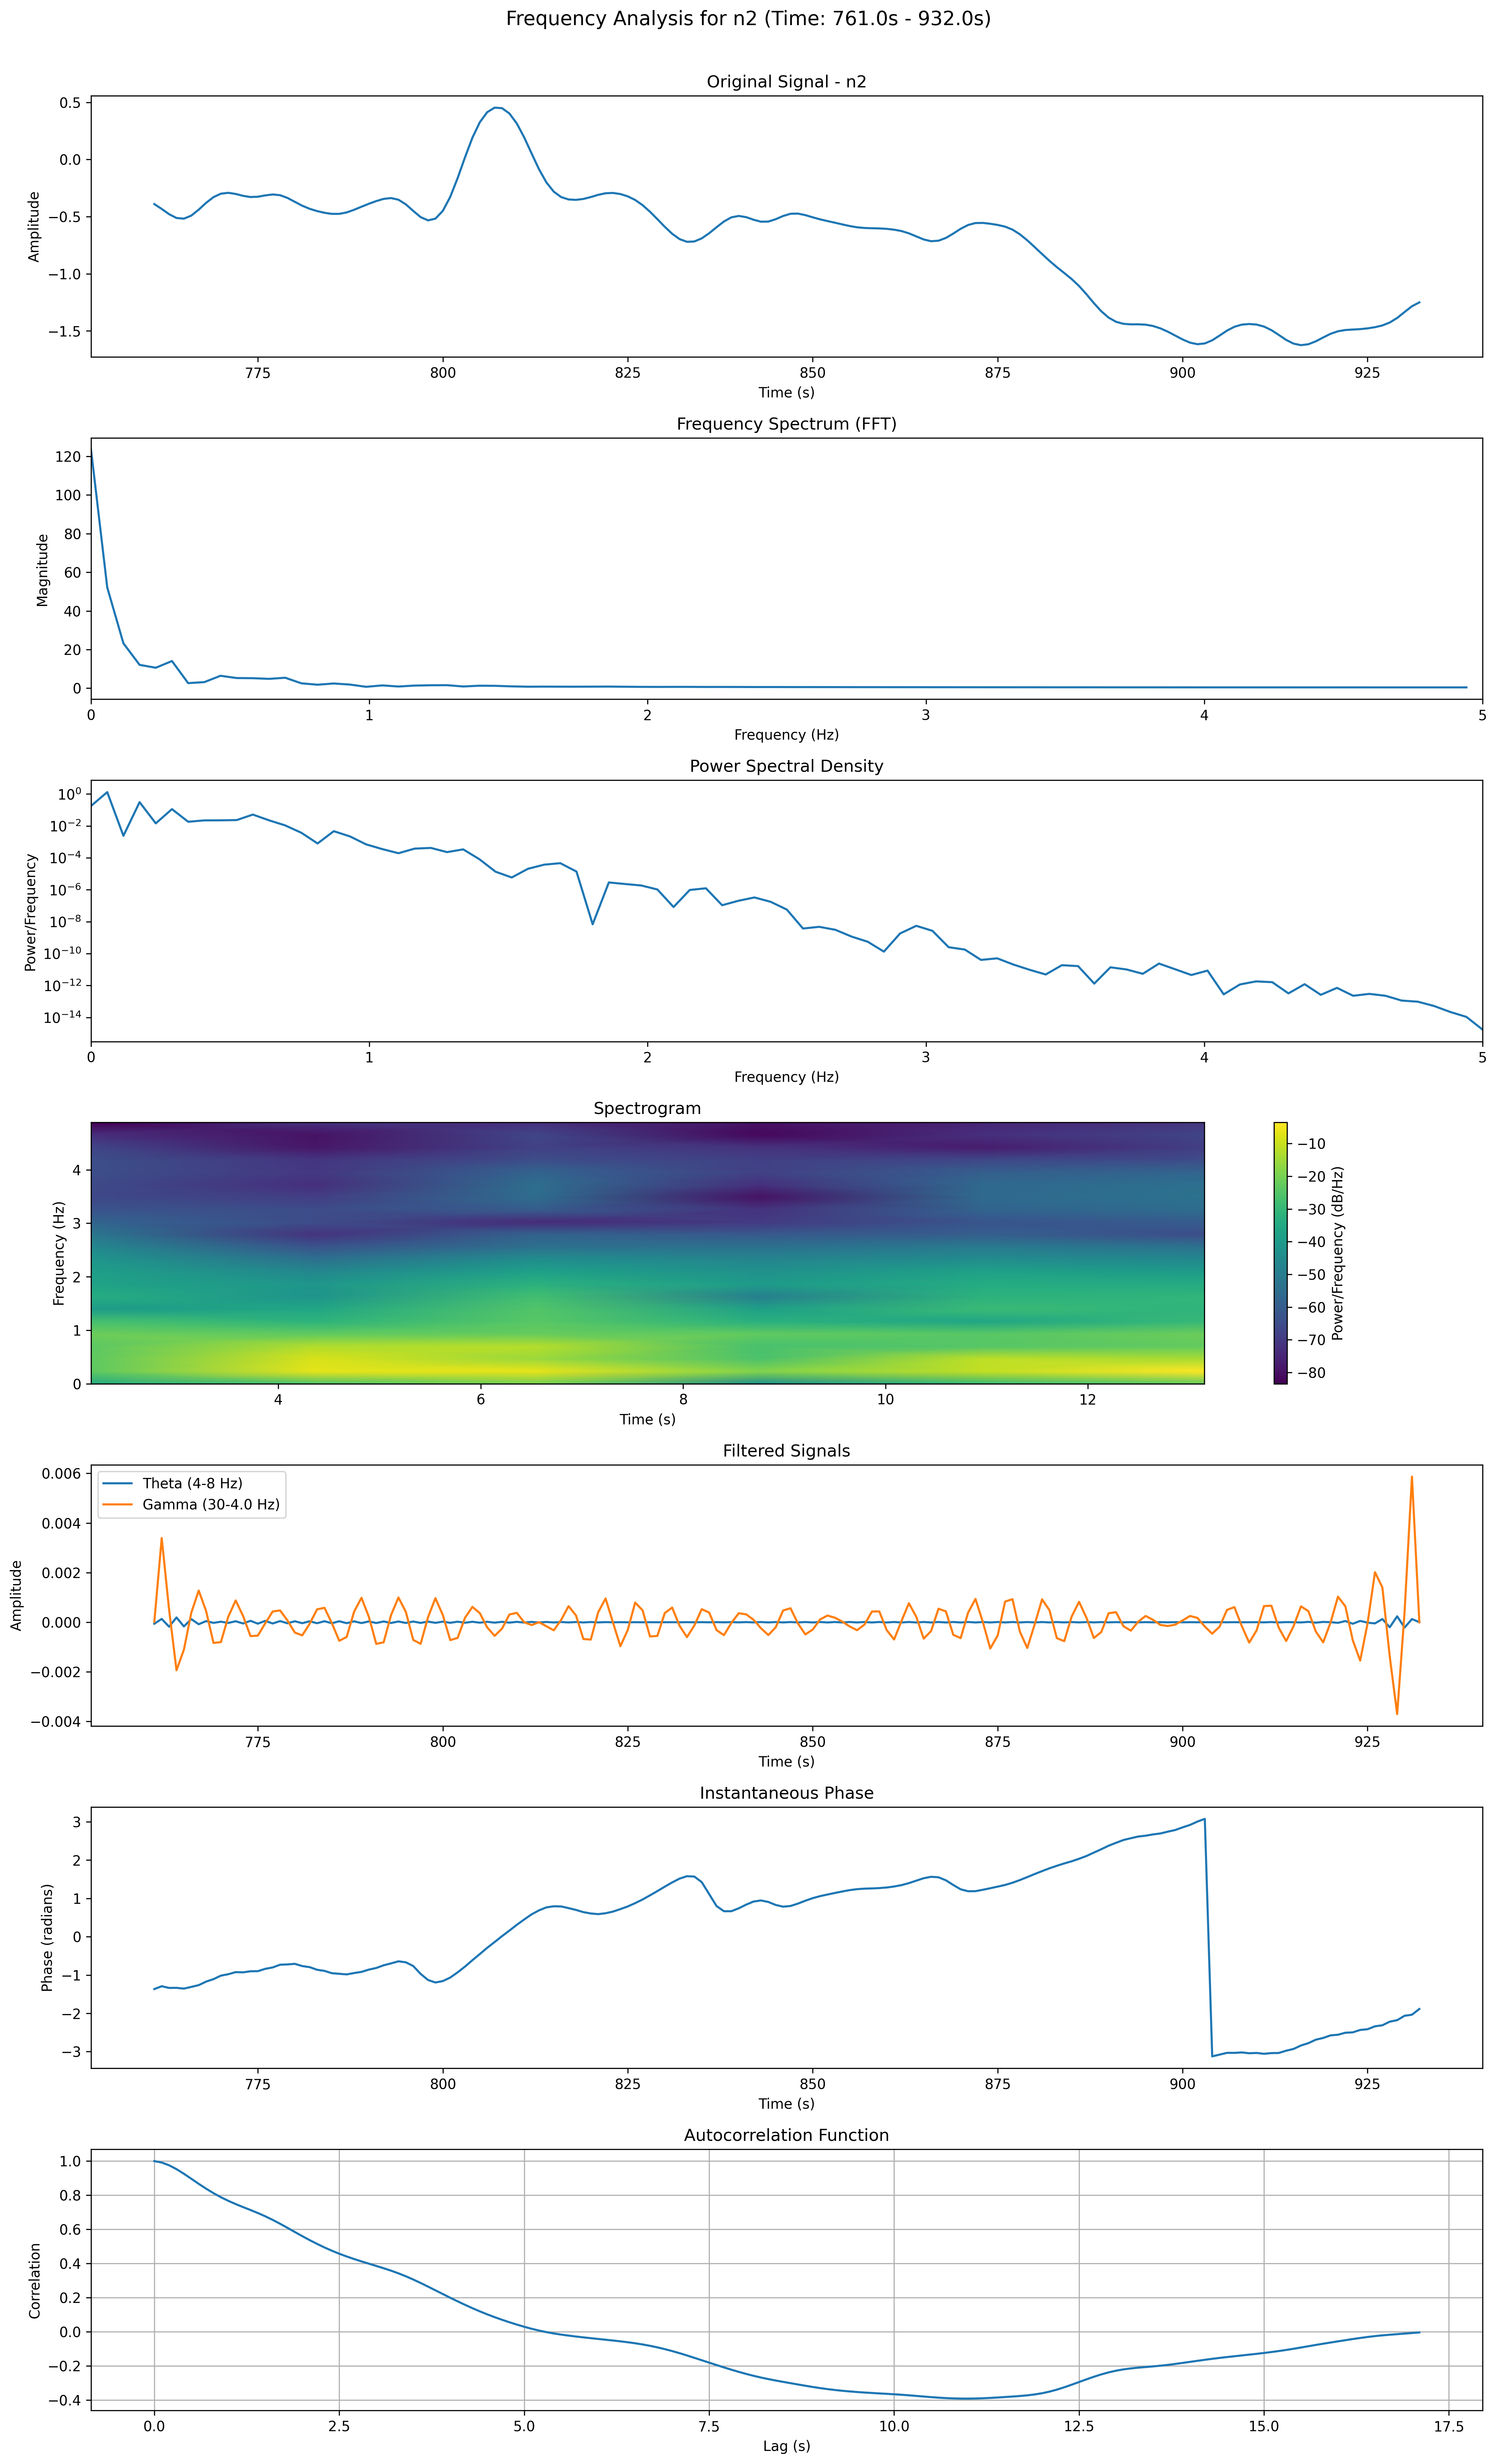 Frequency Analysis for n2 (Time: 761.0s - 932.0s)
Original Signal - n2
0.5
0.0
−0.5
−1.0
−1.5
Amplitude
775 800 825 850 875 900 925
Time (s)
Frequency Spectrum (FFT)
120
100
80
60
40
20
0
Magnitude
0 1 2 3 4 5
Frequency (Hz)
Power Spectral Density
10⁰
10⁻²
10⁻⁴
10⁻⁶
10⁻⁸
10⁻¹⁰
10⁻¹²
10⁻¹⁴
Power/Frequency
0 1 2 3 4 5
Frequency (Hz)
Spectrogram
4
3
2
1
0
Frequency (Hz)
4 6 8 10 12
Time (s)
−10
−20
−30
−40
−50
−60
−70
−80
Power/Frequency (dB/Hz)
Filtered Signals
Theta (4-8 Hz)
Gamma (30-4.0 Hz)
0.006
0.004
0.002
0.000
−0.002
−0.004
Amplitude
775 800 825 850 875 900 925
Time (s)
Instantaneous Phase
3
2
1
0
−1
−2
−3
Phase (radians)
775 800 825 850 875 900 925
Time (s)
Autocorrelation Function
1.0
0.8
0.6
0.4
0.2
0.0
−0.2
−0.4
Correlation
0.0 2.5 5.0 7.5 10.0 12.5 15.0 17.5
Lag (s)